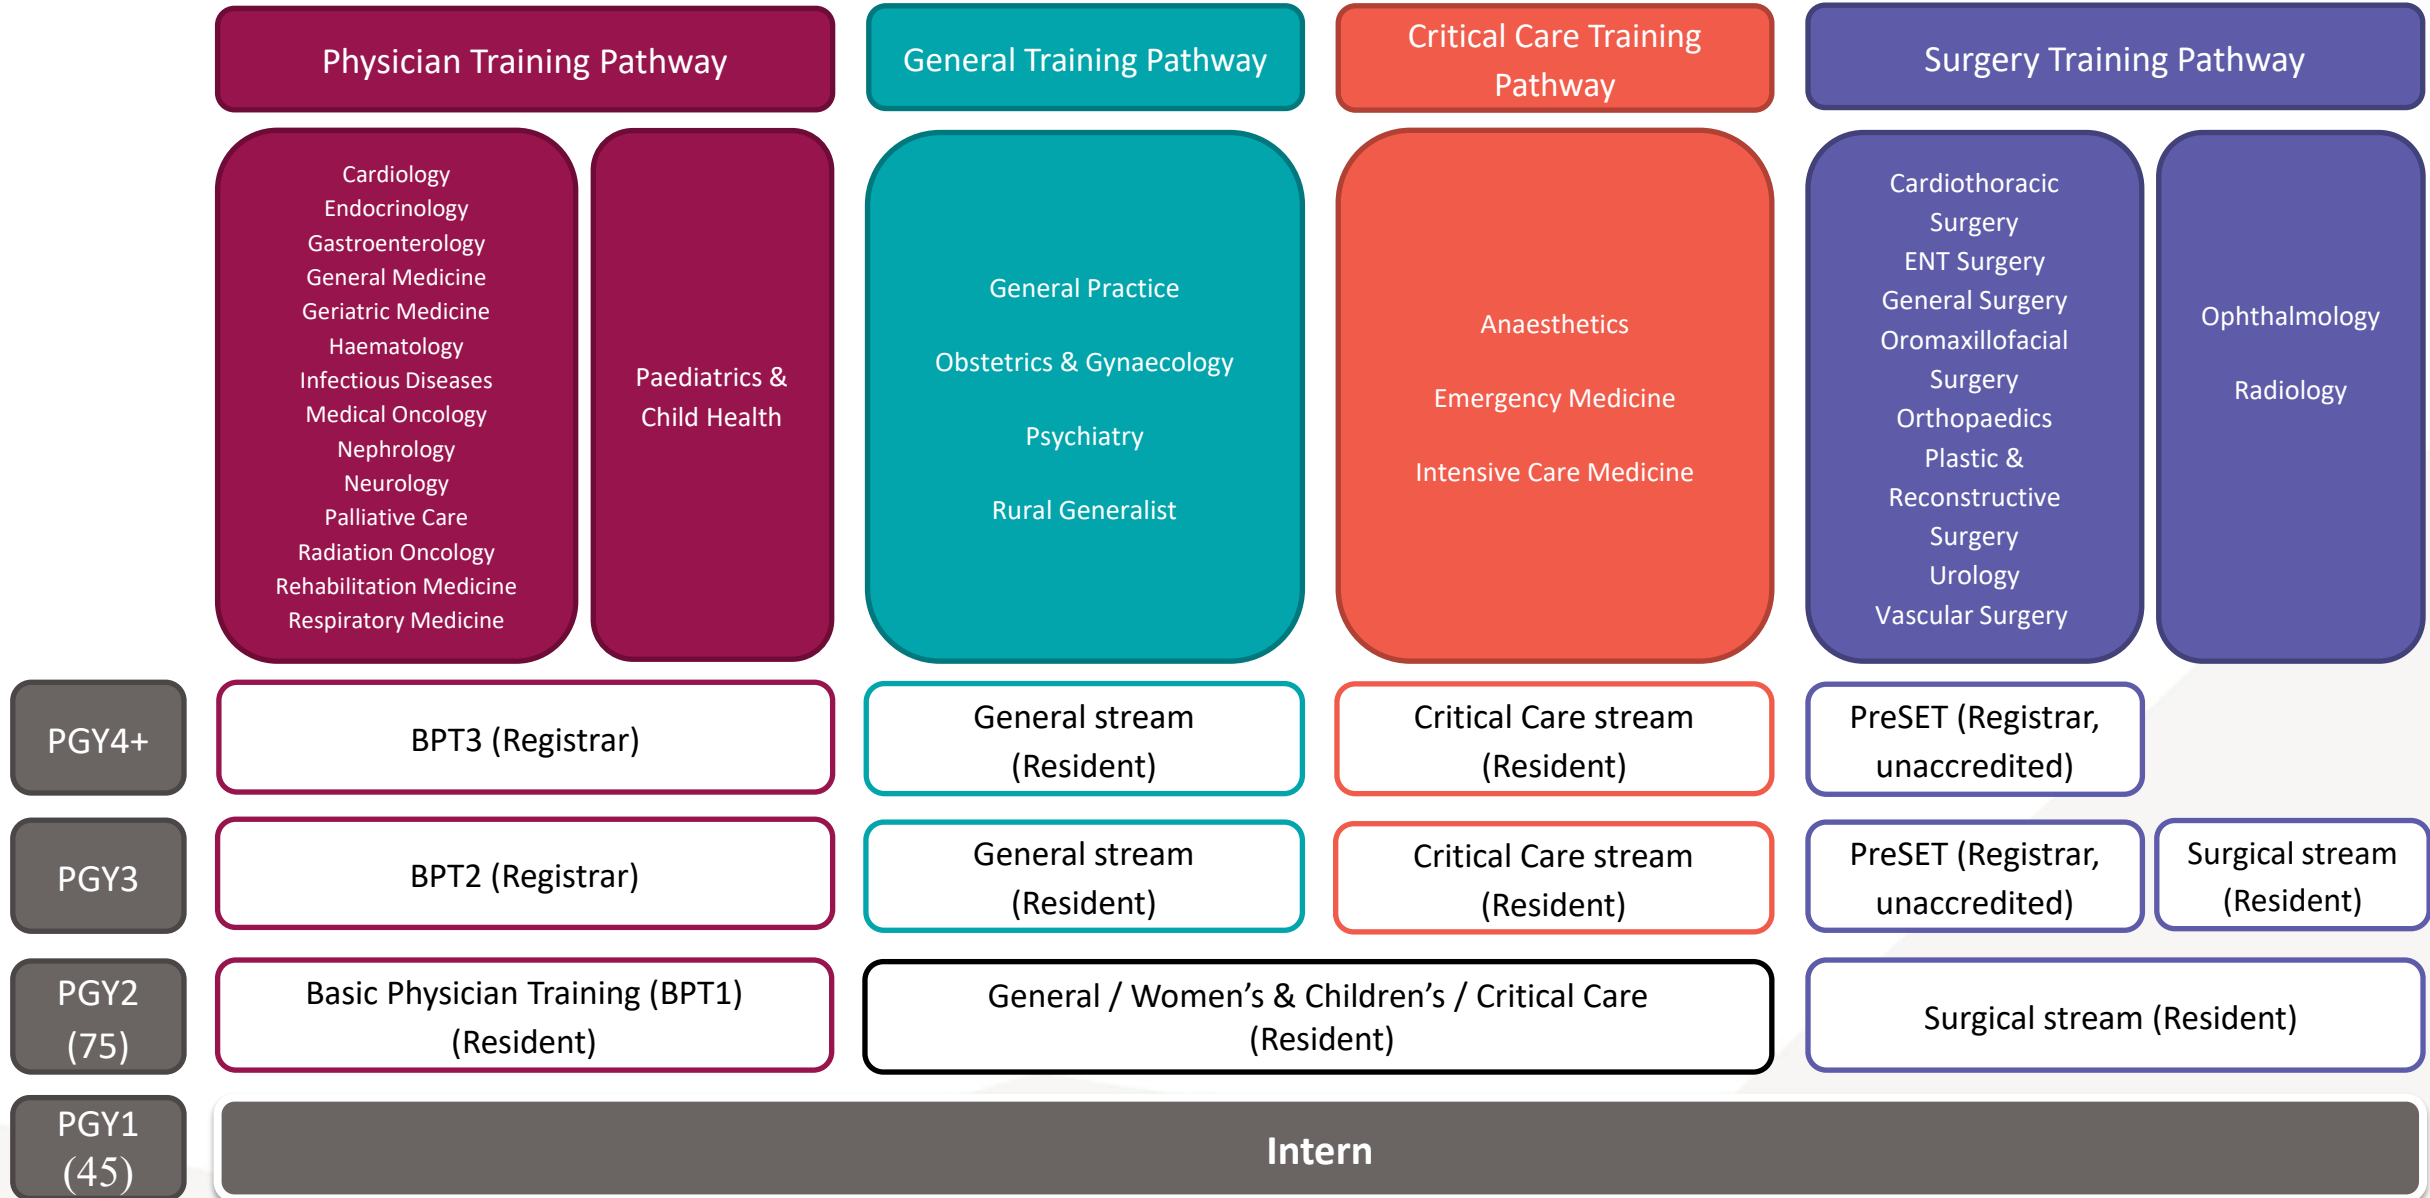 Physician Training Pathway
General Training Pathway
Critical Care Training
Pathway
Surgery Training Pathway
Cardiology
Endocrinology
Gastroenterology
General Medicine
Geriatric Medicine
Haematology
Infectious Diseases
Medical Oncology
Nephrology
Neurology
Palliative Care
Radiation Oncology
Rehabilitation Medicine
Respiratory Medicine
Paediatrics &
Child Health
General Practice
Obstetrics & Gynaecology
Psychiatry
Rural Generalist
Anaesthetics
Emergency Medicine
Intensive Care Medicine
Cardiothoracic
Surgery
ENT Surgery
General Surgery
Oromaxillofacial
Surgery
Orthopaedics
Plastic &
Reconstructive
Surgery
Urology
Vascular Surgery
Ophthalmology
Radiology
PGY4+
BPT3 (Registrar)
General stream
(Resident)
Critical Care stream
(Resident)
PreSET (Registrar,
unaccredited)
PGY3
BPT2 (Registrar)
General stream
(Resident)
Critical Care stream
(Resident)
PreSET (Registrar,
unaccredited)
Surgical stream
(Resident)
PGY2
(75)
Basic Physician Training (BPT1)
(Resident)
General / Women’s & Children’s / Critical Care
(Resident)
Surgical stream (Resident)
PGY1
(45)
Intern